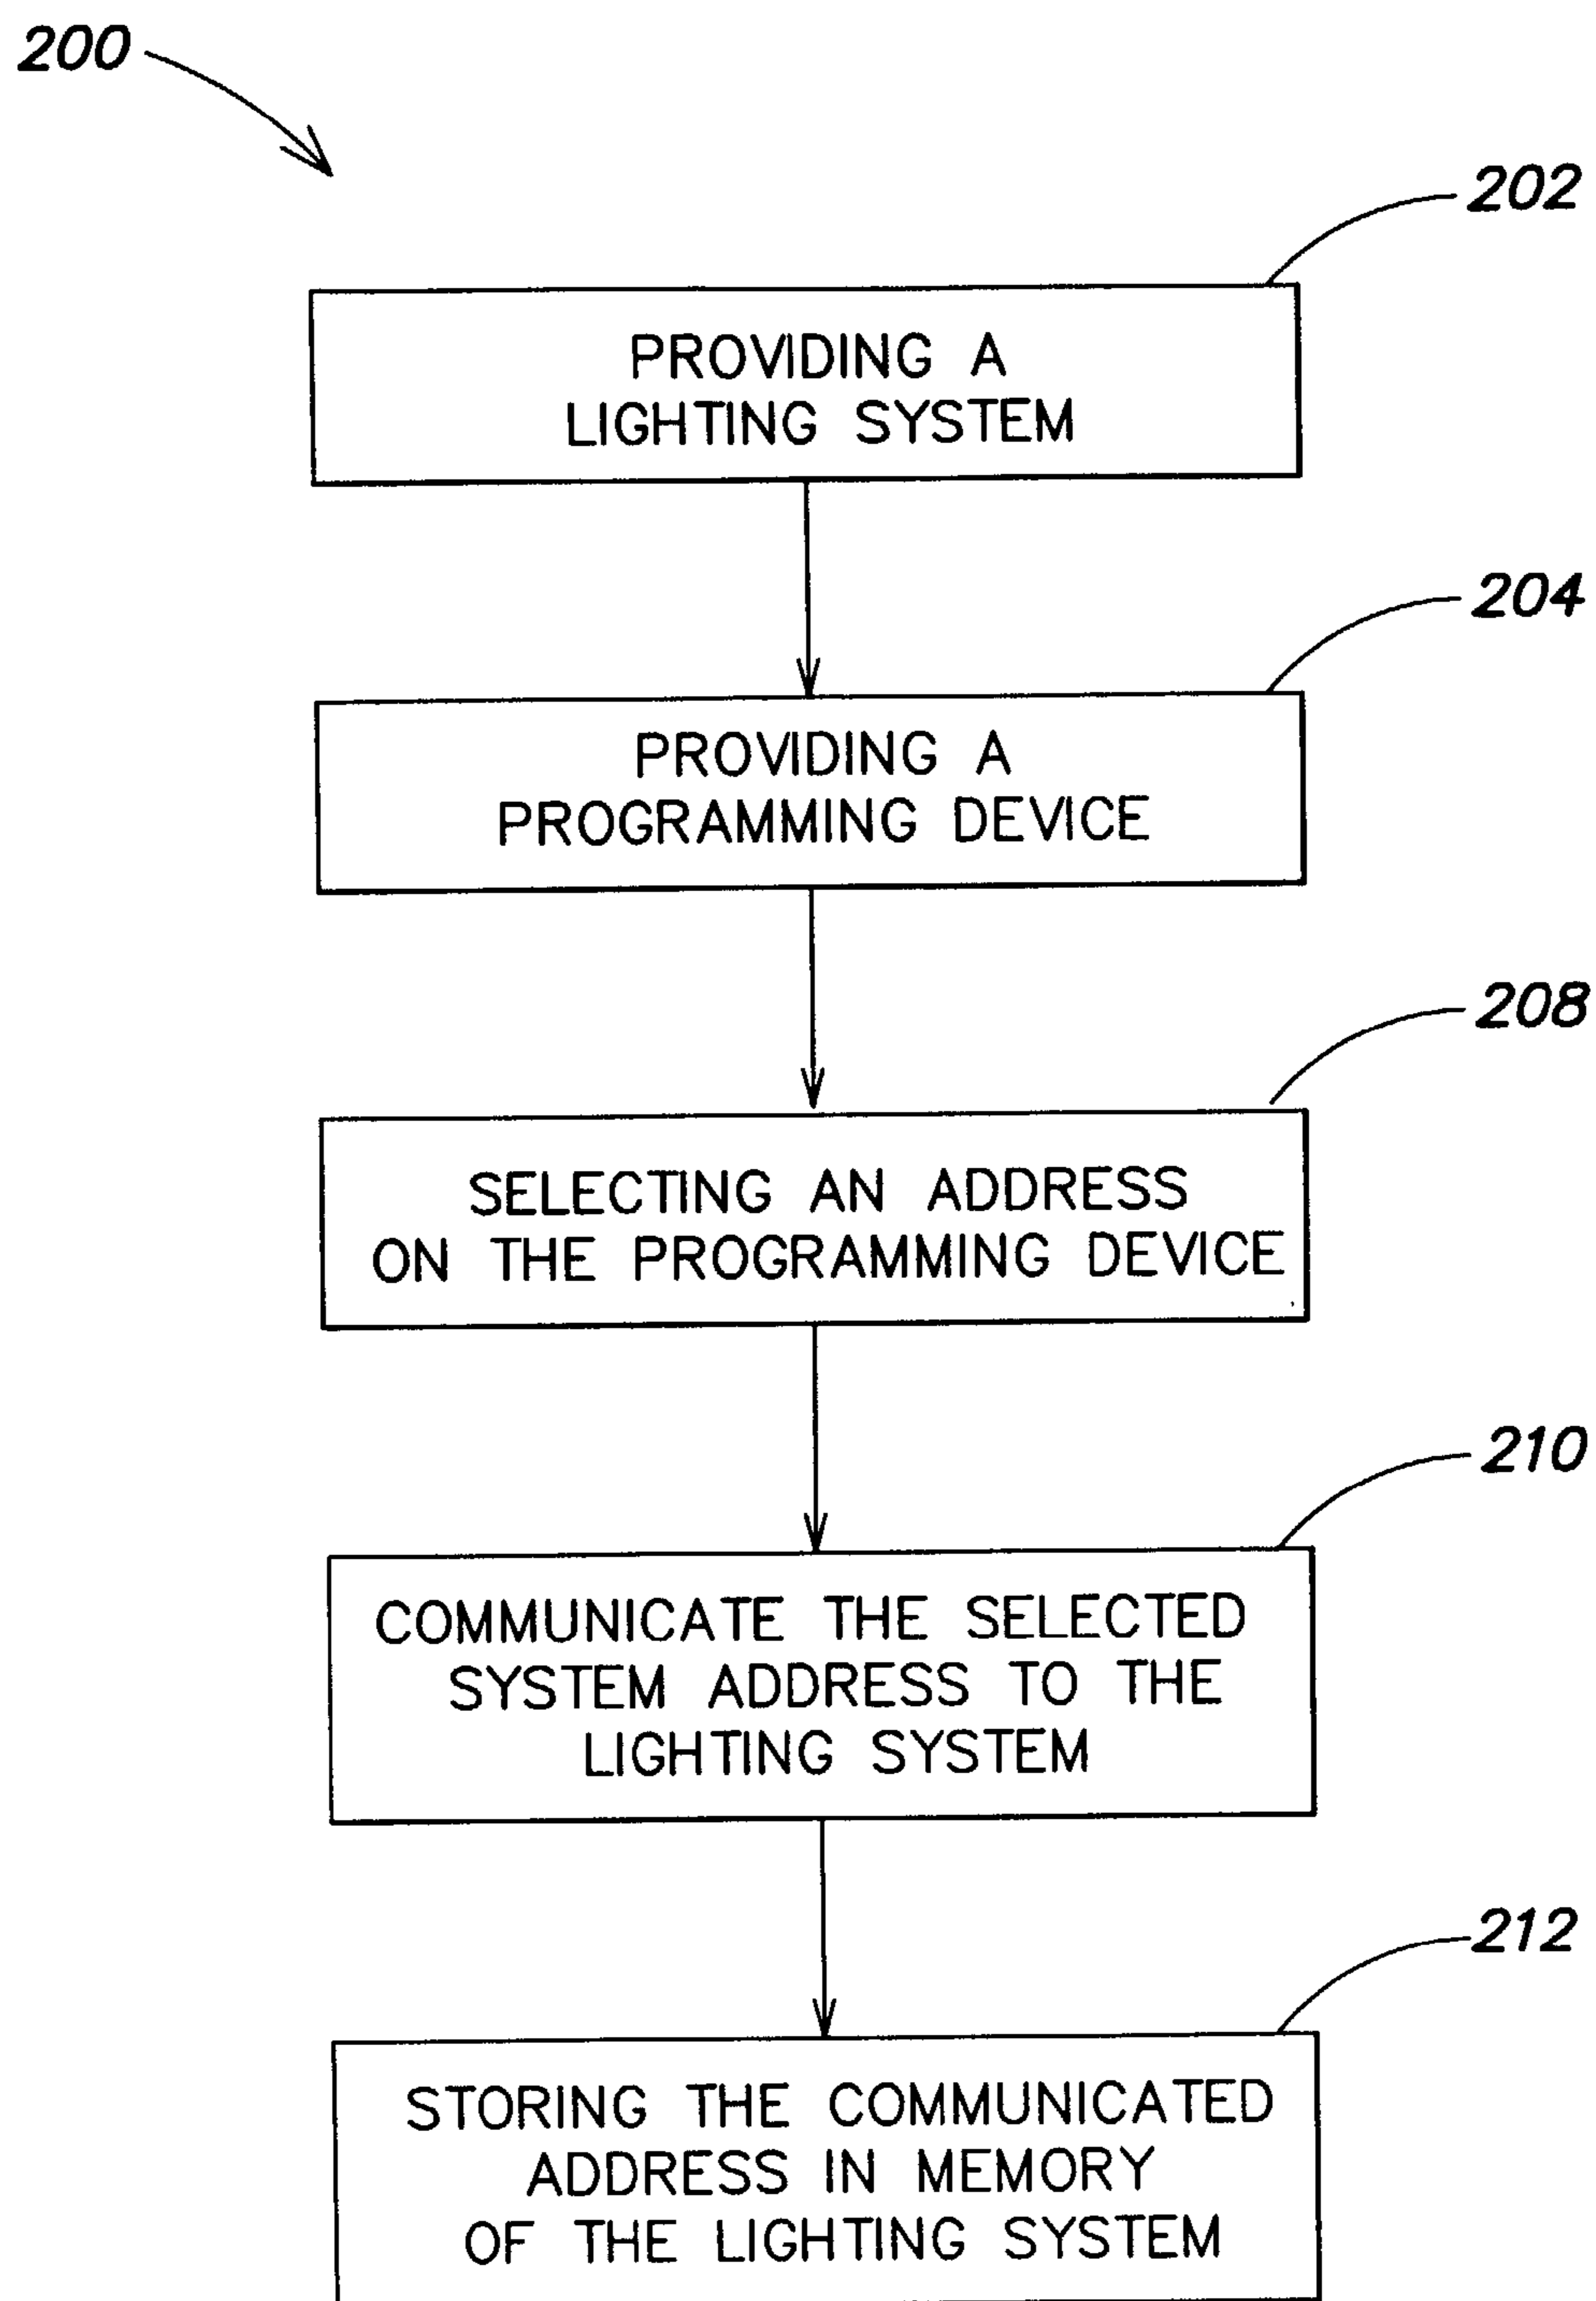 200
202
PROVIDING A
LIGHTING SYSTEM
204
PROVIDING A
PROGRAMMING DEVICE
208
SELECTING AN ADDRESS
ON THE PROGRAMMING DEVICE
210
COMMUNICATE THE SELECTED
SYSTEM ADDRESS TO THE
LIGHTING SYSTEM
212
STORING THE COMMUNICATED
ADDRESS IN MEMORY
OF THE LIGHTING SYSTEM